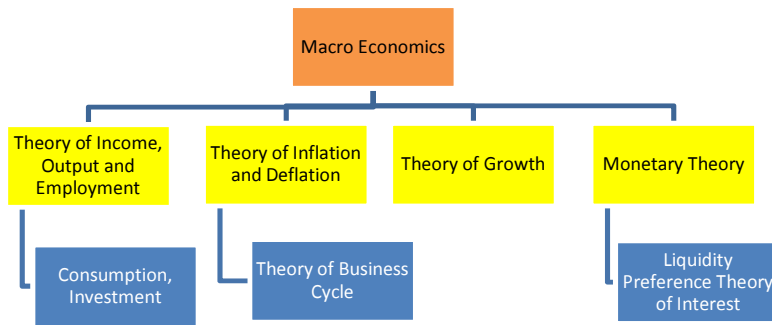 Macro Economics
Theory of Income,
Output and
Employment
Theory of Inflation
and Deflation
Theory of Growth
Monetary Theory
Consumption,
Investment
Theory of Business
Cycle
Liquidity
Preference Theory
of Interest